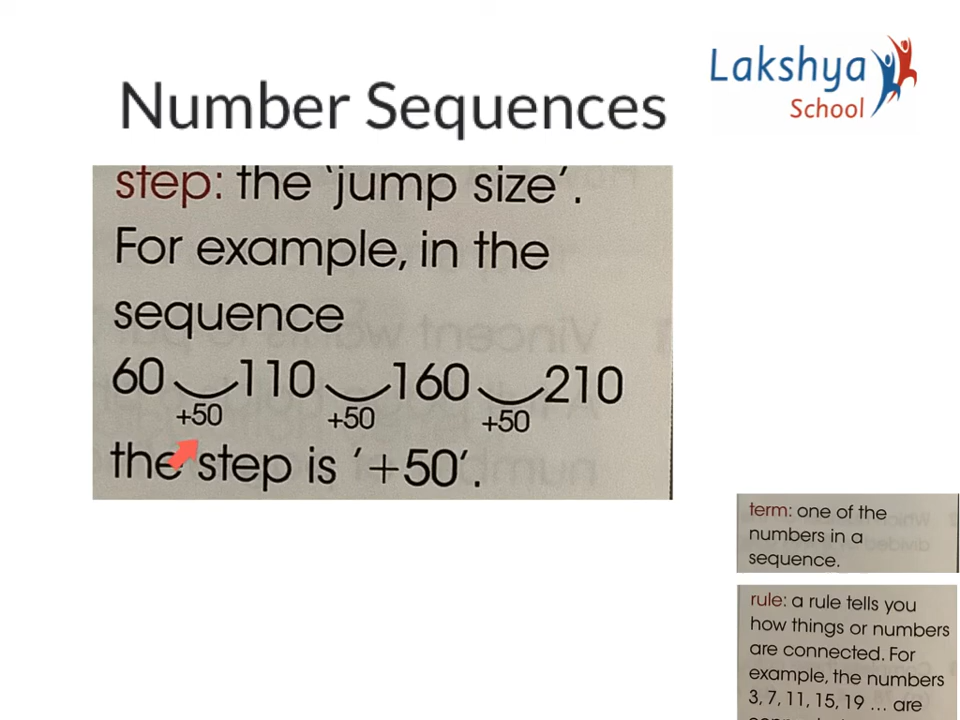 Lakshya
School
Number Sequences
step: the 'jump size'.
For example, in the
sequence
60 110 160 210
+50 +50 +50
the step is '+50'.
term: one of the
numbers in a
sequence.
rule: a rule tells you
how things or numbers
are connected. For
example, the numbers
3, 7, 11, 15, 19 ... are